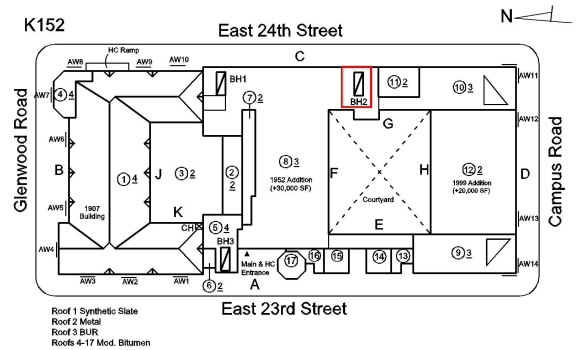 K152
East 24th Street
N
HC Ramp
AW8
AW9
AW10
C
BH1
BH2
AW7
4 4
7 2
11 2
10 3
AW11
AW12
Glenwood Road
AW6
B
1 4
J
3 2
2
2
8 3
1952 Addition
(+30,000 SF)
F
G
H
12 2
1999 Addition
(+20,000 SF)
D
Campus Road
1907
Building
Courtyard
AW5
K
E
CH
5 4
AW13
AW4
BH3
Main & HC
Entrance
17
16
15
14
13
9 3
AW14
AW3
AW2
AW1
6 2
A
East 23rd Street
Roof 1 Synthetic Slate
Roof 2 Metal
Roof 3 BUR
Roofs 4-17 Mod. Bitumen